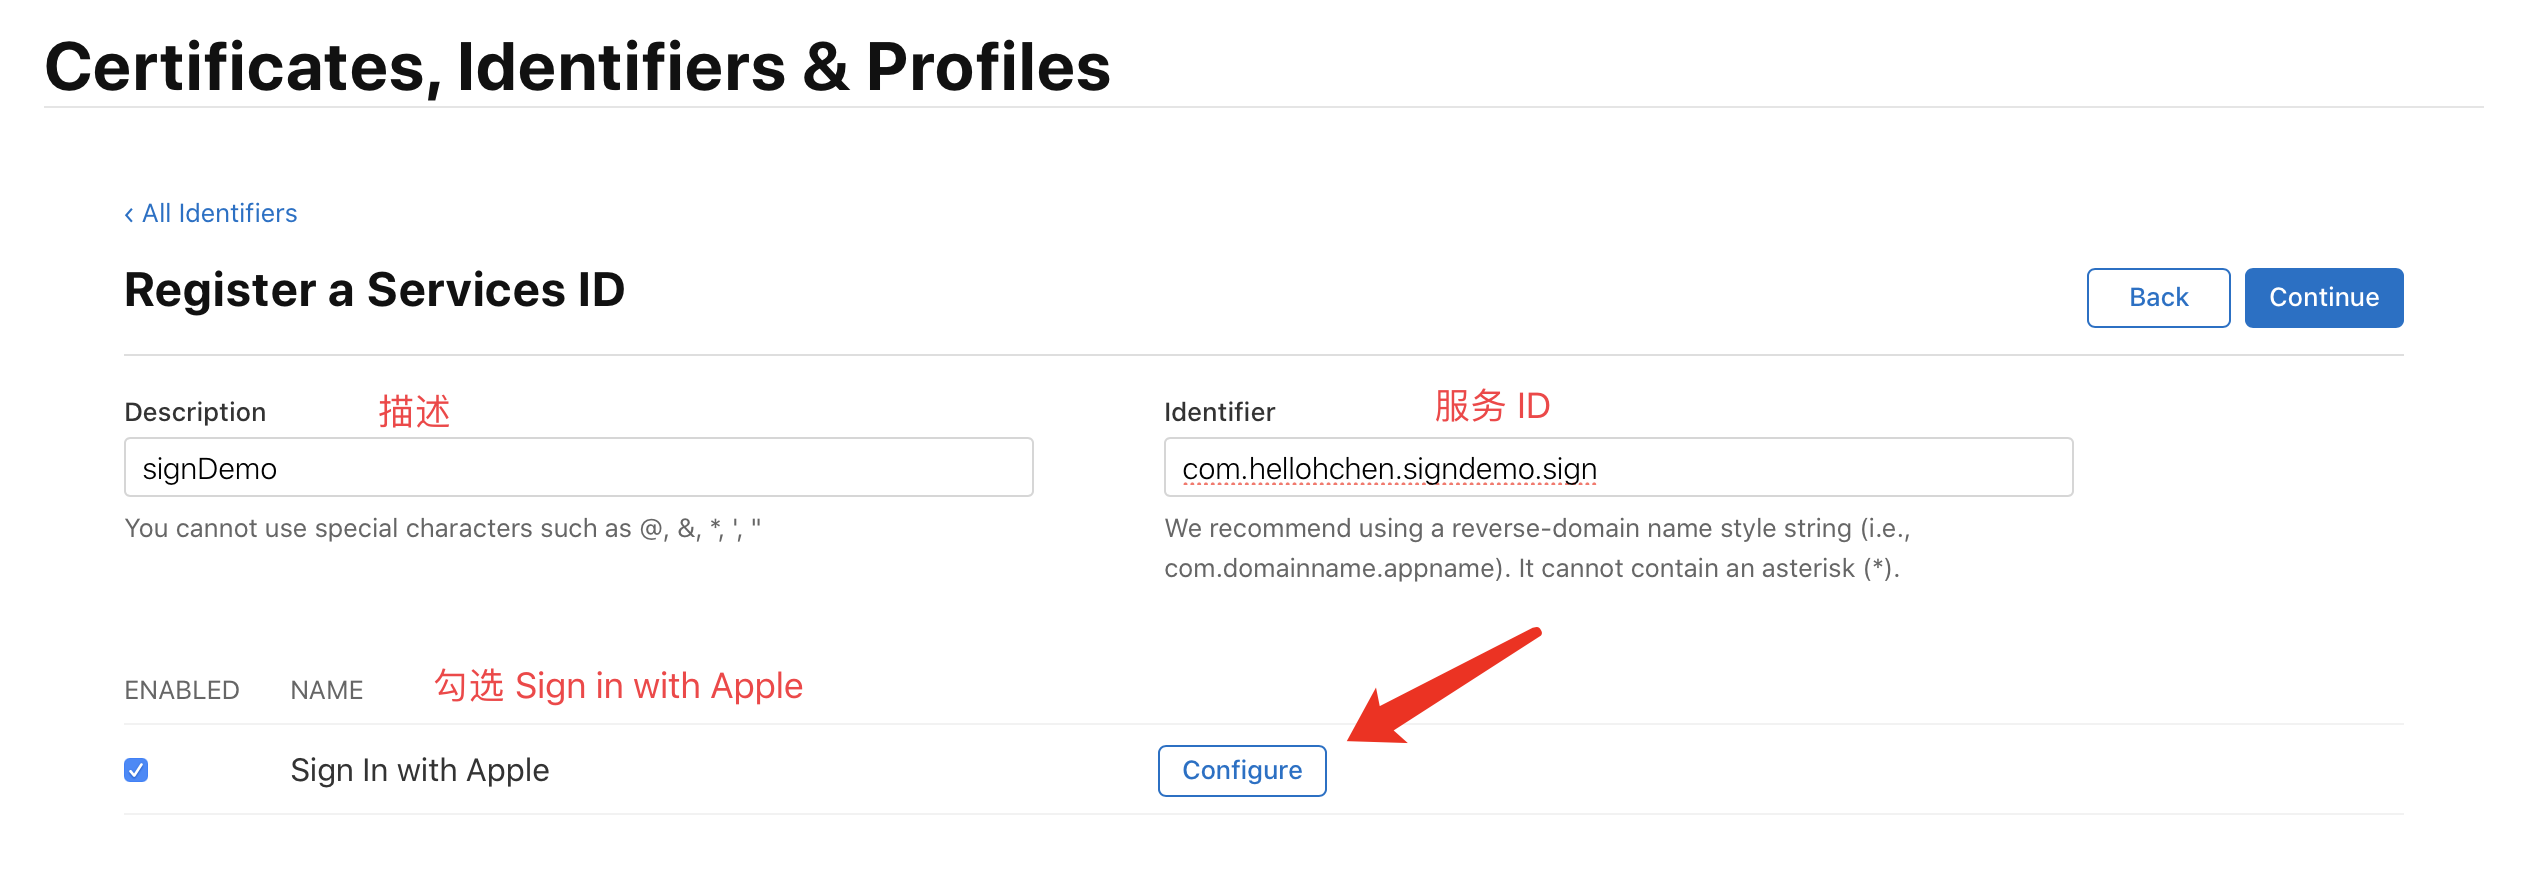 Certificates, Identifiers & Profiles
‹ All Identifiers
Register a Services ID
Back
Continue
Description
描述
signDemo
You cannot use special characters such as @, &, *, ', "
Identifier
服务 ID
com.hellohchen.signdemo.sign
We recommend using a reverse-domain name style string (i.e.,
com.domainname.appname). It cannot contain an asterisk (*).
ENABLED
NAME
勾选 Sign in with Apple
Sign In with Apple
Configure